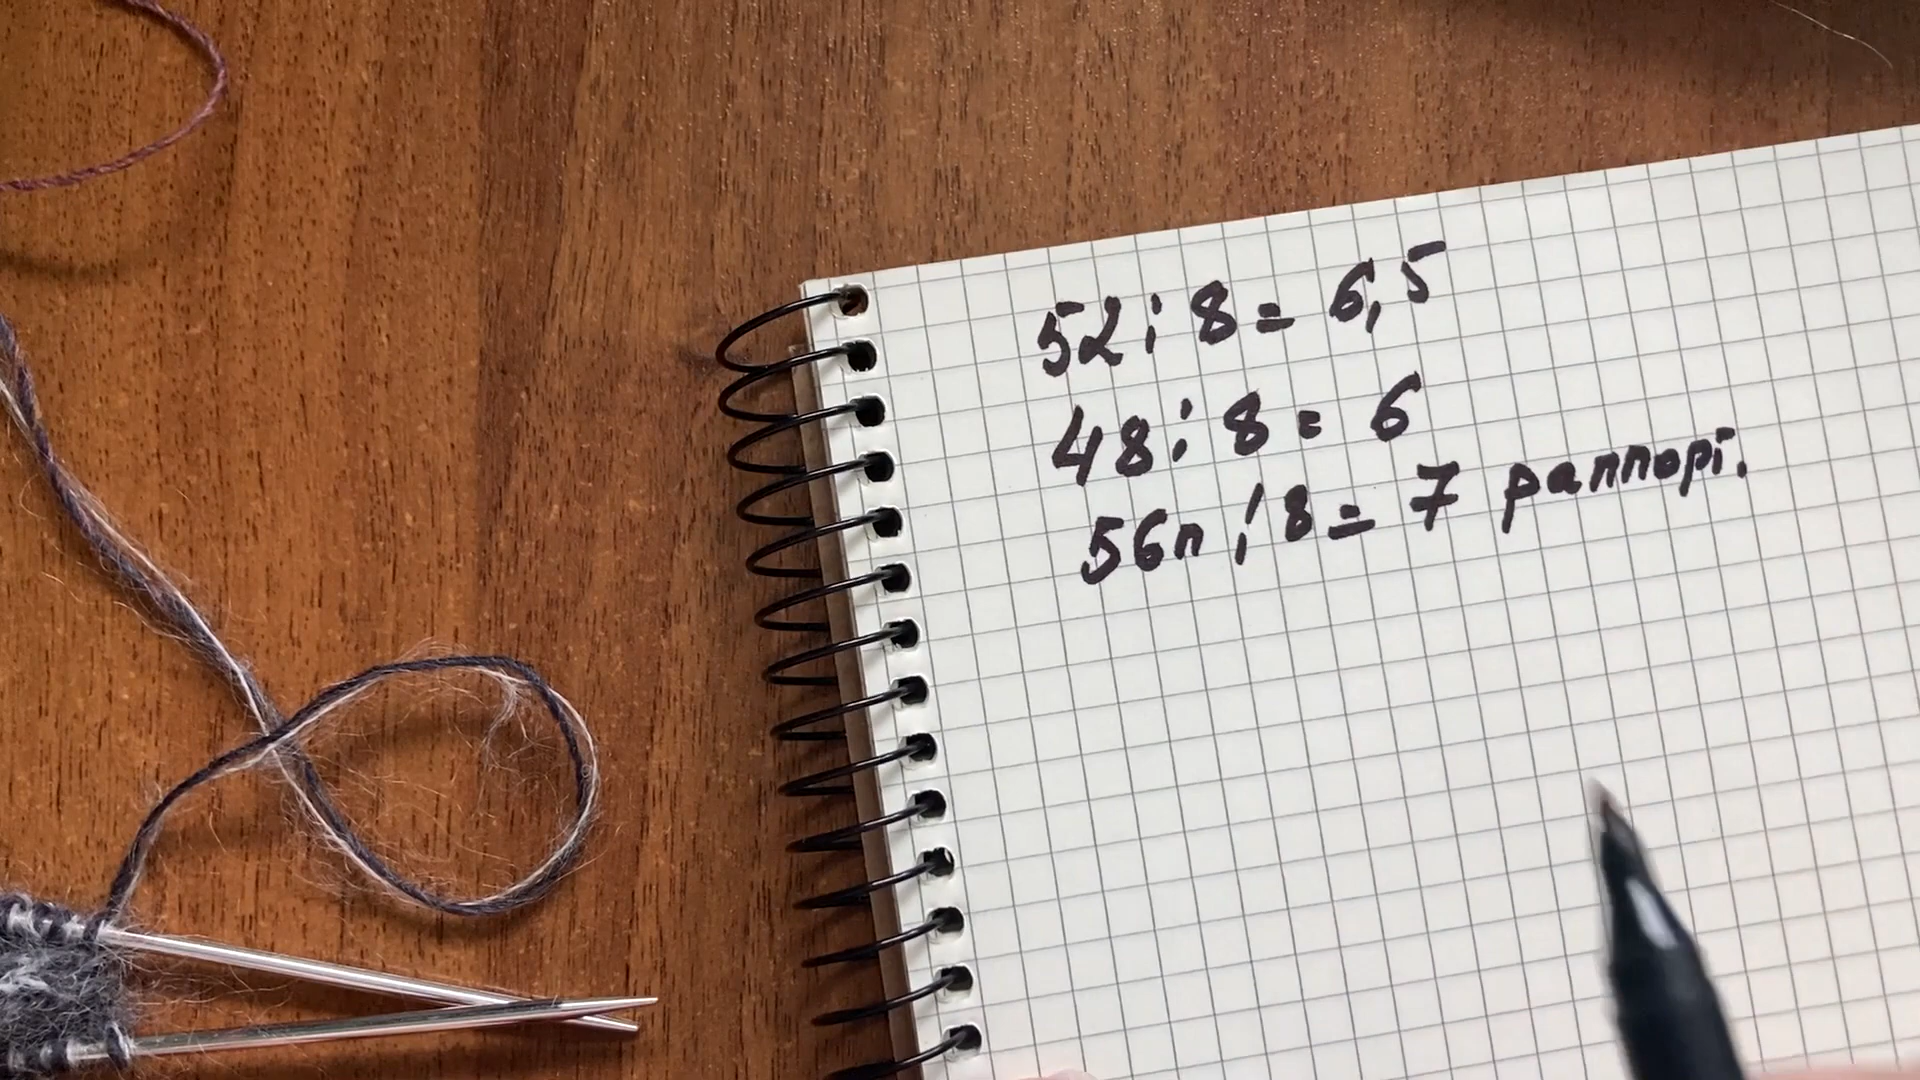 52 : 8 = 6,5
48 : 8 = 6
56п : 8 = 7 раппорт.